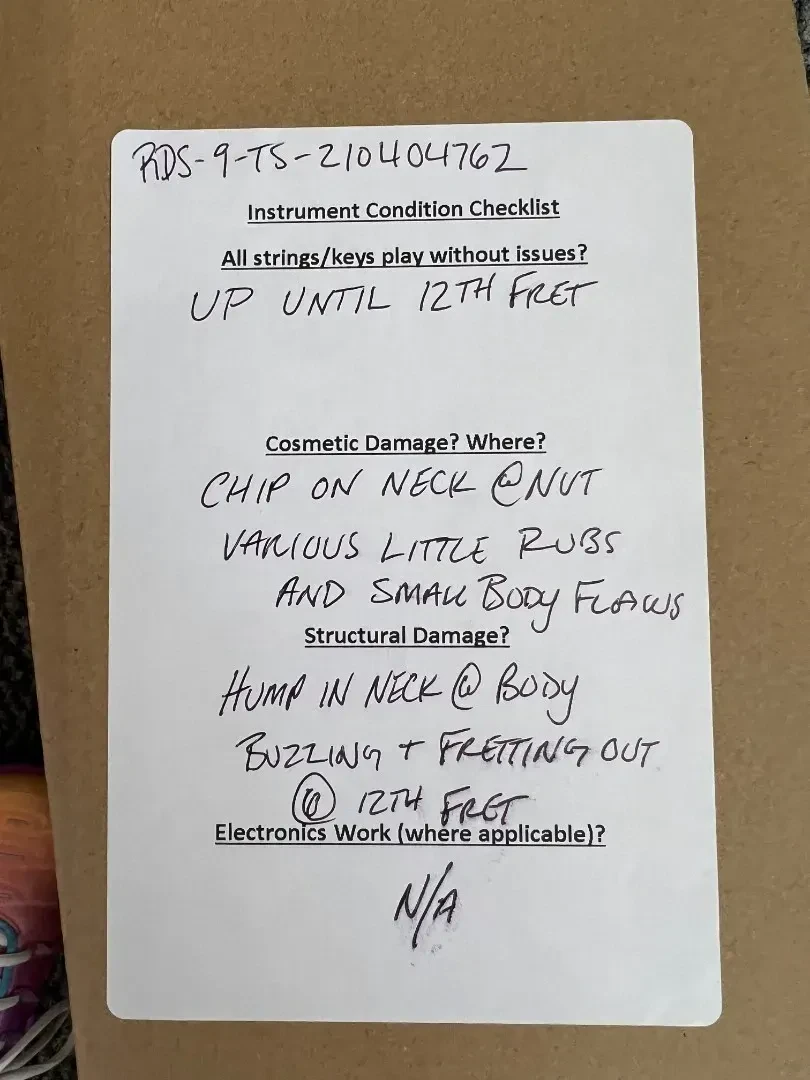 RDS-9-TS-210404762
Instrument Condition Checklist
All strings/keys play without issues?
UP UNTIL 12TH FRET
Cosmetic Damage? Where?
CHIP ON NECK @ NUT
VARIOUS LITTLE RUBS
AND SMALL BODY FLAWS
Structural Damage?
HUMP IN NECK @ BODY
BUZZING + FRETTING OUT
@ 12TH FRET
Electronics Work (where applicable)?
N/A